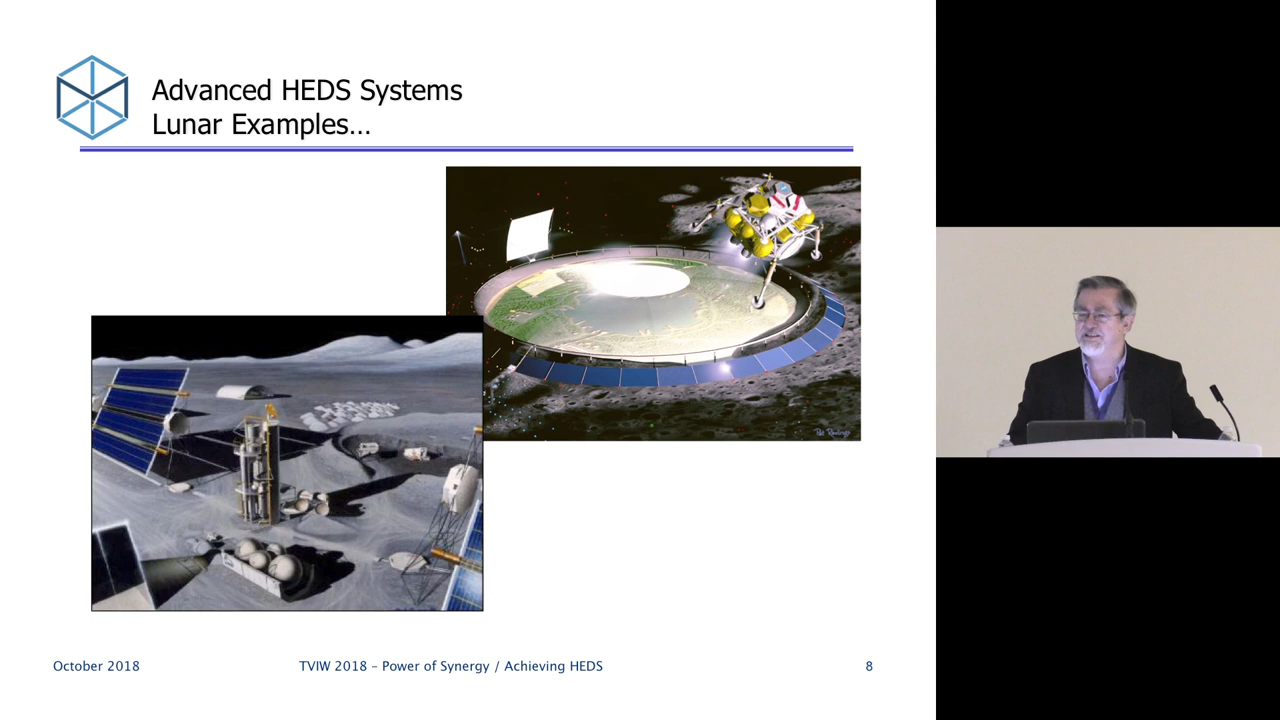 Advanced HEDS Systems
Lunar Examples...
October 2018
TVIW 2018 – Power of Synergy / Achieving HEDS
8